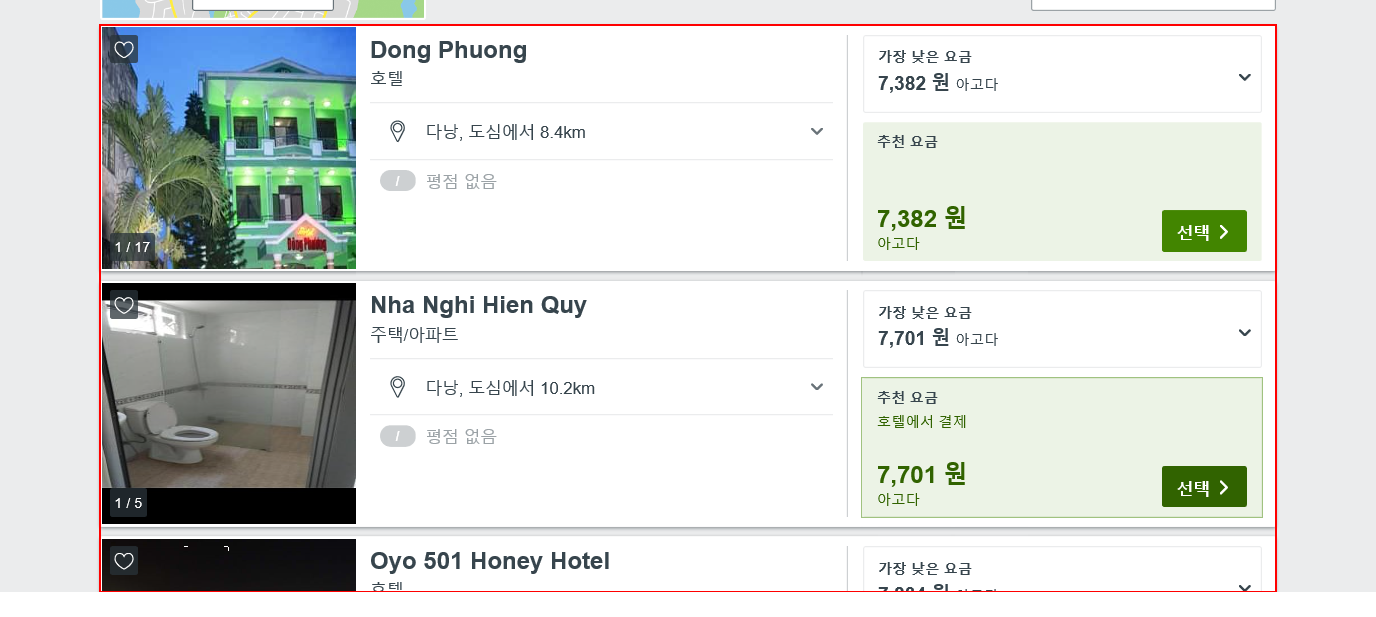 Dong Phuong
호텔
다낭, 도심에서 8.4km
/ 평점 없음
1 / 17
Đông Phương
가장 낮은 요금
7,382 원 아고다
추천 요금
7,382 원
아고다
선택
Nha Nghi Hien Quy
주택/아파트
다낭, 도심에서 10.2km
/ 평점 없음
1 / 5
가장 낮은 요금
7,701 원 아고다
추천 요금
호텔에서 결제
7,701 원
아고다
선택
Oyo 501 Honey Hotel
호텔
가장 낮은 요금